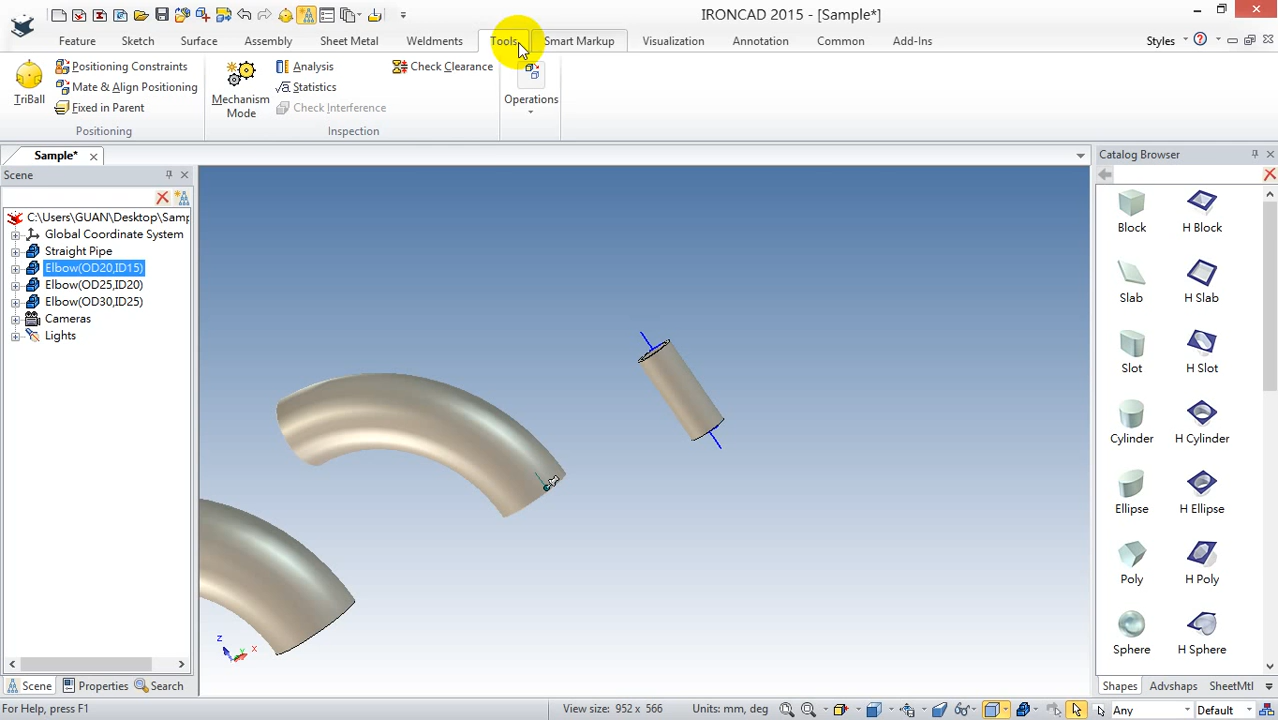 IRONCAD 2015 - [Sample*]
Feature Sketch Surface Assembly Sheet Metal Weldments Tools Smart Markup Visualization Annotation Common Add-Ins Styles
TriBall
Positioning Constraints
Mate & Align Positioning
Fixed in Parent
Positioning
Mechanism
Mode
Analysis
Statistics
Check Interference
Check Clearance
Inspection
Operations
Sample*
Scene
C:\Users\GUAN\Desktop\Samp
Global Coordinate System
Straight Pipe
Elbow(OD20,ID15)
Elbow(OD25,ID20)
Elbow(OD30,ID25)
Cameras
Lights
Z Y X
Catalog Browser
Block H Block
Slab H Slab
Slot H Slot
Cylinder H Cylinder
Ellipse H Ellipse
Poly H Poly
Sphere H Sphere
Scene Properties Search
Shapes Advshaps SheetMtl
For Help, press F1 View size: 952 x 566 Units: mm, deg Any Default